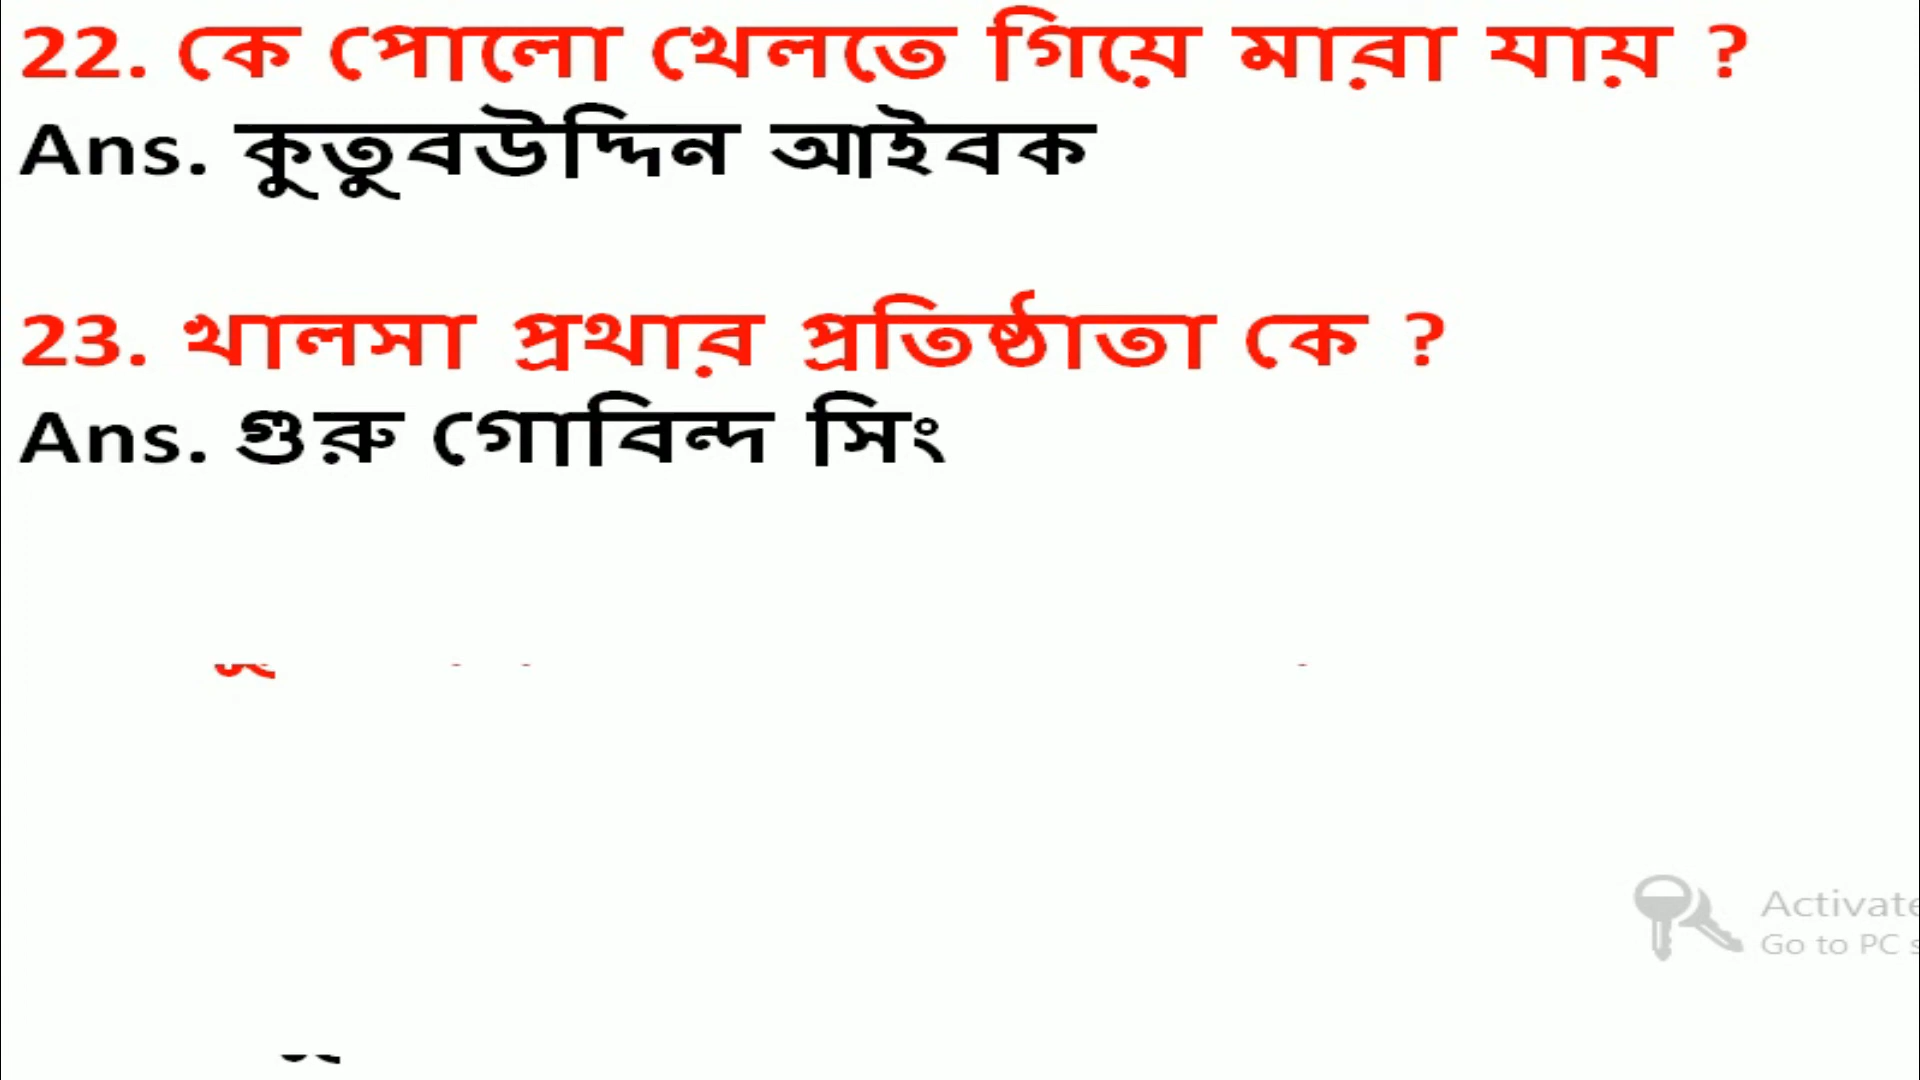 22. কে পোলো খেলতে গিয়ে মারা যায় ?
Ans. কুতুবউদ্দিন আইবক
23. খালসা প্রথার প্রতিষ্ঠাতা কে ?
Ans. গুরু গোবিন্দ সিং
Activate
Go to PC